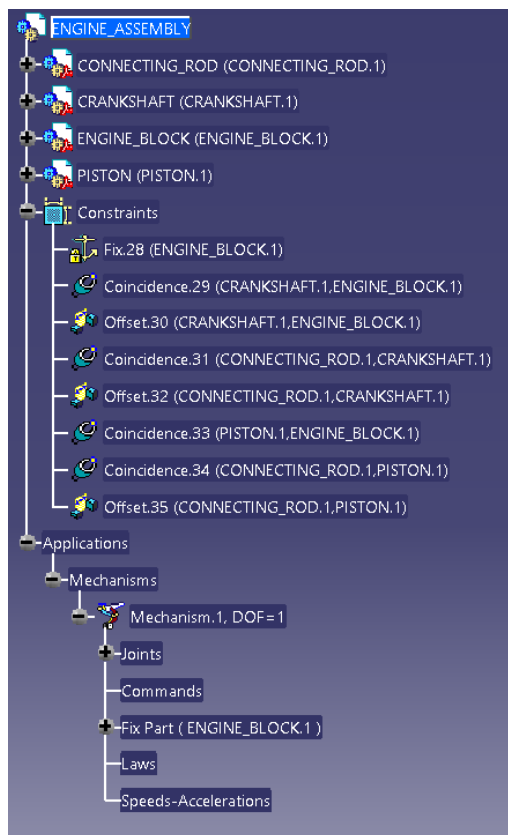 ENGINE_ASSEMBLY
CONNECTING_ROD (CONNECTING_ROD.1)
CRANKSHAFT (CRANKSHAFT.1)
ENGINE_BLOCK (ENGINE_BLOCK.1)
PISTON (PISTON.1)
Constraints
Fix.28 (ENGINE_BLOCK.1)
Coincidence.29 (CRANKSHAFT.1,ENGINE_BLOCK.1)
Offset.30 (CRANKSHAFT.1,ENGINE_BLOCK.1)
Coincidence.31 (CONNECTING_ROD.1,CRANKSHAFT.1)
Offset.32 (CONNECTING_ROD.1,CRANKSHAFT.1)
Coincidence.33 (PISTON.1,ENGINE_BLOCK.1)
Coincidence.34 (CONNECTING_ROD.1,PISTON.1)
Offset.35 (CONNECTING_ROD.1,PISTON.1)
Applications
Mechanisms
Mechanism.1, DOF=1
Joints
Commands
Fix Part ( ENGINE_BLOCK.1 )
Laws
Speeds-Accelerations